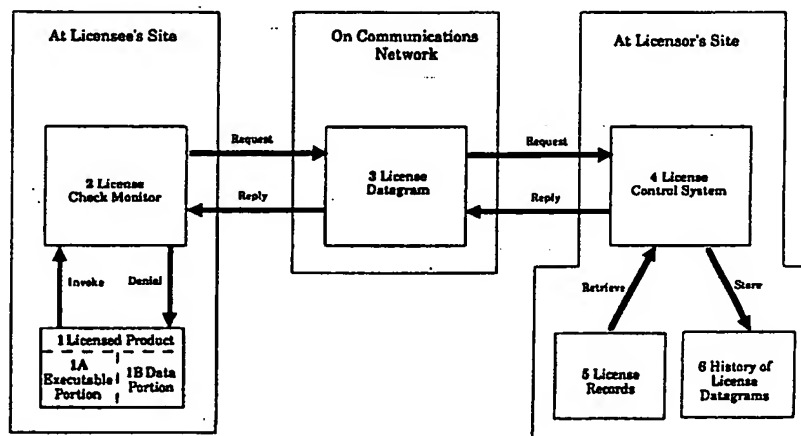 At Licensee's Site
On Communications
Network
At Licensor's Site
Request
Request
2 License
Check Monitor
3 License
Datagram
4 License
Control System
Reply
Reply
Invoke
Denial
Retrieve
Store
1 Licensed Product
1A
Executable
Portion
1B Data
Portion
5 License
Records
6 History of
License
Datagrams